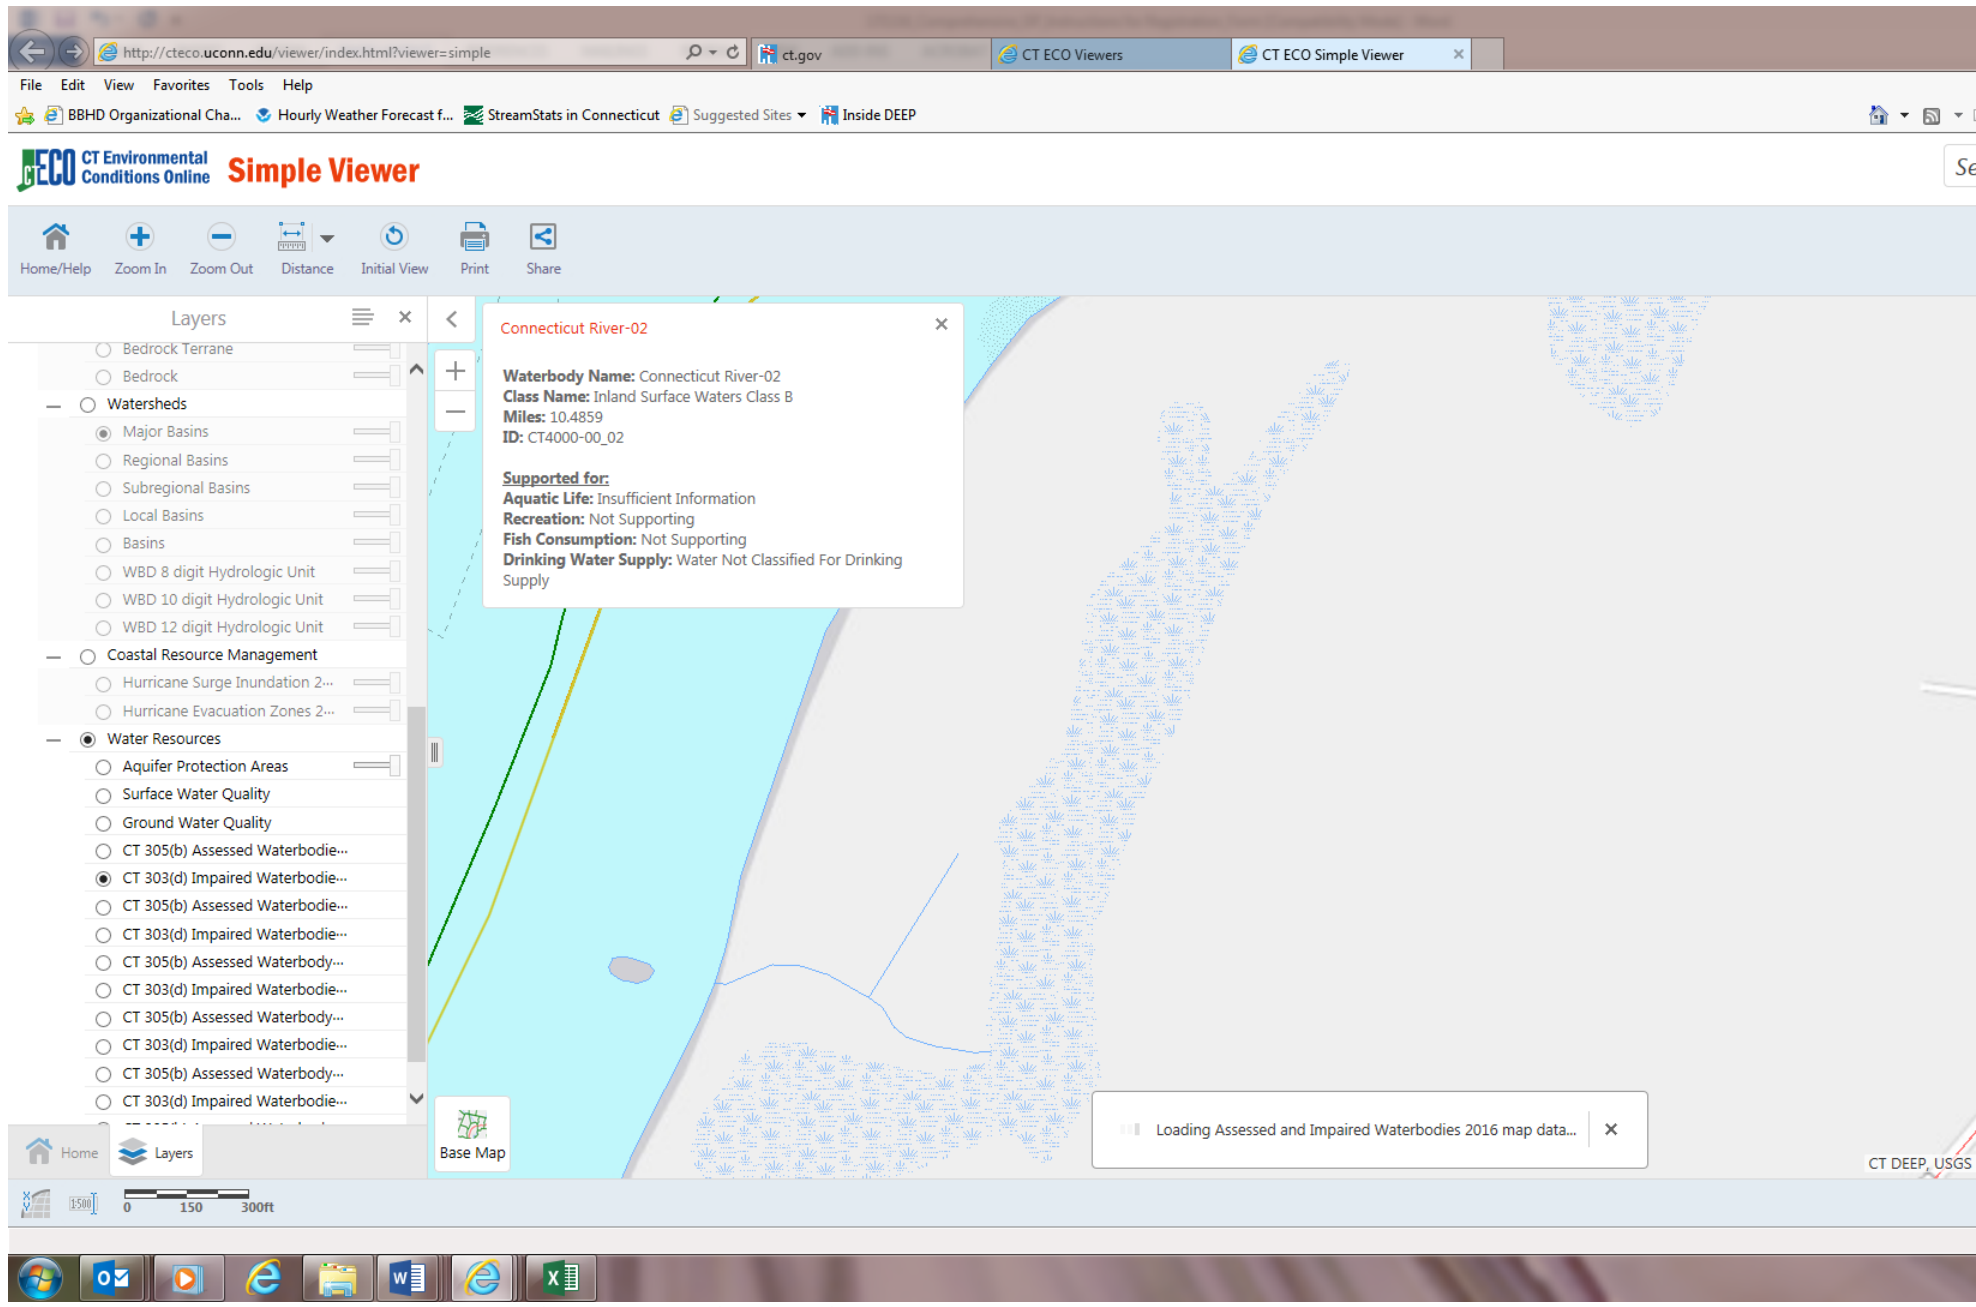 http://cteco.uconn.edu/viewer/index.html?viewer=simple
ct.gov
CT ECO Viewers
CT ECO Simple Viewer
File Edit View Favorites Tools Help
BBHD Organizational Cha... Hourly Weather Forecast f... StreamStats in Connecticut Suggested Sites Inside DEEP
CT ECO CT Environmental
Conditions Online
Simple Viewer
Se
Home/Help Zoom In Zoom Out Distance Initial View Print Share
Layers
Bedrock Terrane
Bedrock
Watersheds
Major Basins
Regional Basins
Subregional Basins
Local Basins
Basins
WBD 8 digit Hydrologic Unit
WBD 10 digit Hydrologic Unit
WBD 12 digit Hydrologic Unit
Coastal Resource Management
Hurricane Surge Inundation 2...
Hurricane Evacuation Zones 2...
Water Resources
Aquifer Protection Areas
Surface Water Quality
Ground Water Quality
CT 305(b) Assessed Waterbodie...
CT 303(d) Impaired Waterbodie...
CT 305(b) Assessed Waterbodie...
CT 303(d) Impaired Waterbodie...
CT 305(b) Assessed Waterbody...
CT 303(d) Impaired Waterbodie...
CT 305(b) Assessed Waterbody...
CT 303(d) Impaired Waterbodie...
CT 305(b) Assessed Waterbody...
CT 303(d) Impaired Waterbodie...
Home Layers
Connecticut River-02
Waterbody Name: Connecticut River-02
Class Name: Inland Surface Waters Class B
Miles: 10.4859
ID: CT4000-00_02
Supported for:
Aquatic Life: Insufficient Information
Recreation: Not Supporting
Fish Consumption: Not Supporting
Drinking Water Supply: Water Not Classified For Drinking
Supply
Base Map
Loading Assessed and Impaired Waterbodies 2016 map data...
CT DEEP, USGS
1:500
0 150 300ft